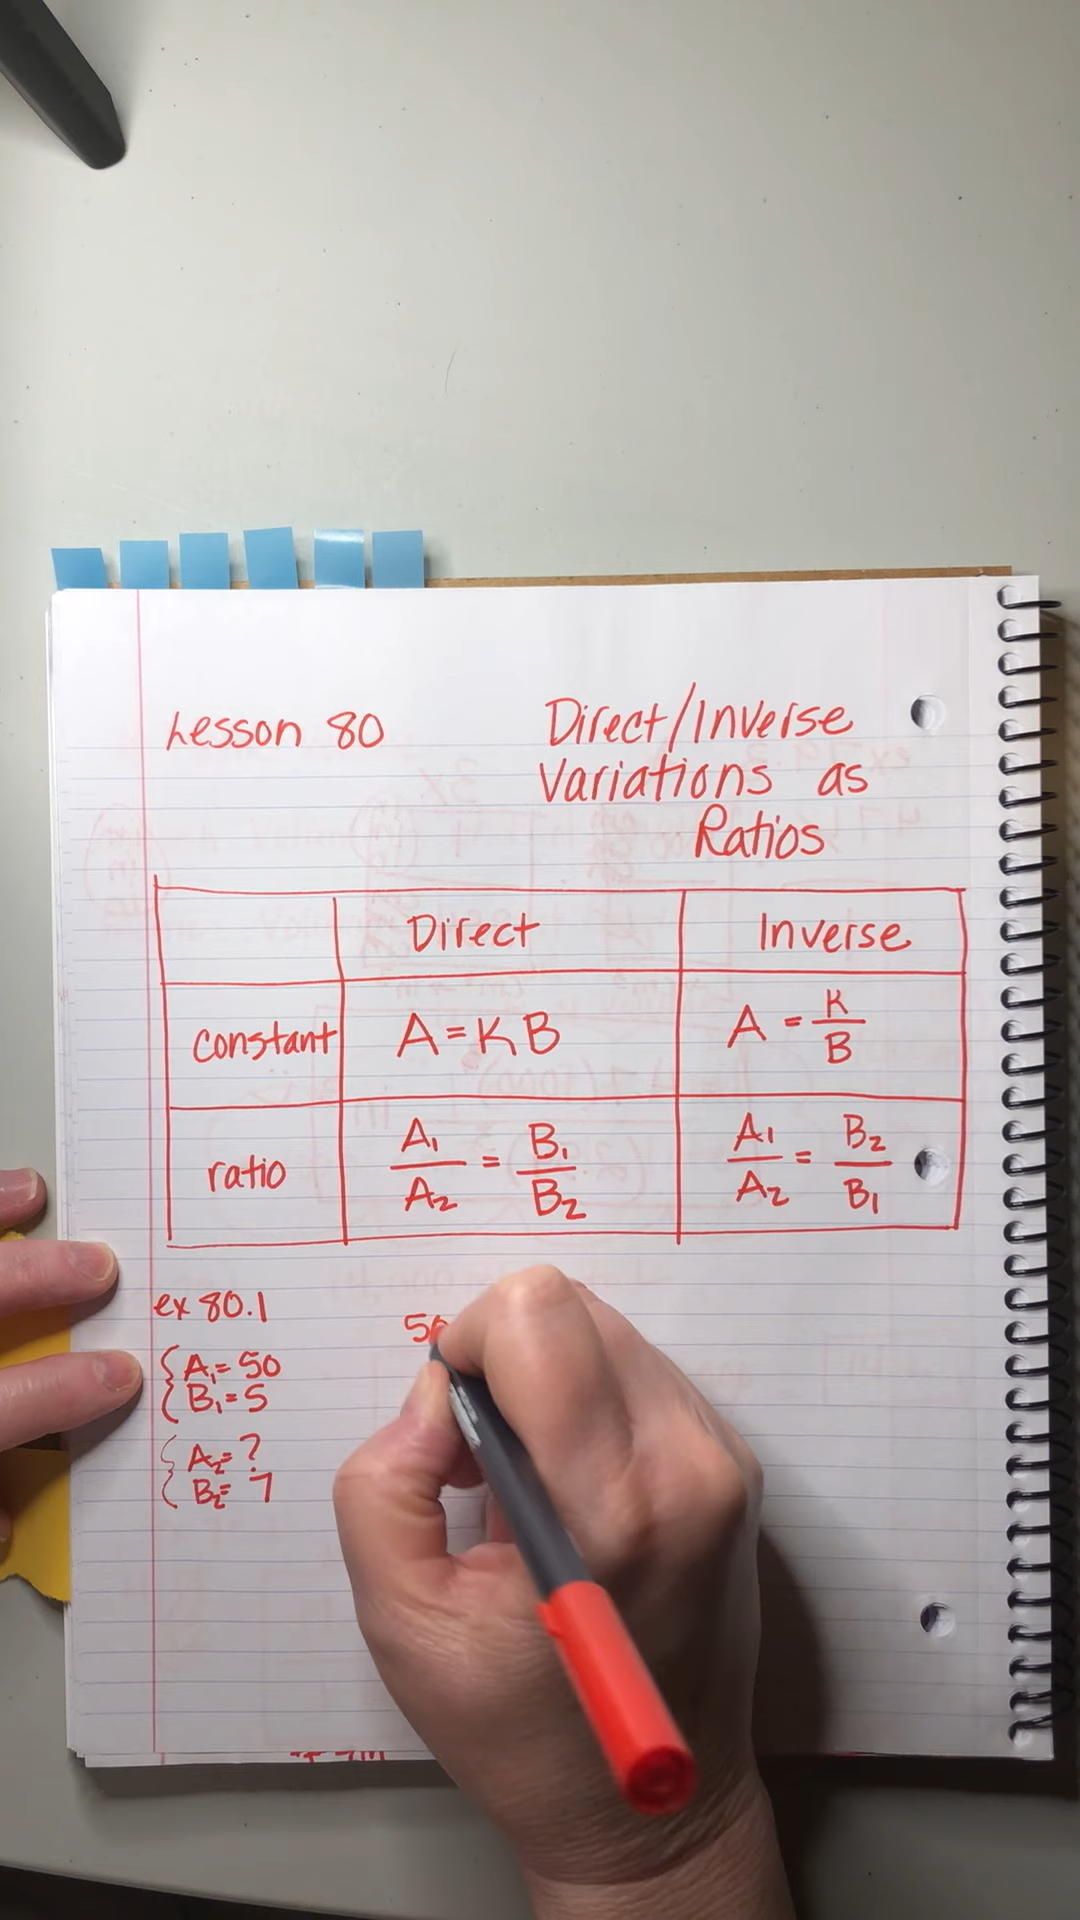 Lesson 80
Direct/Inverse
Variations as
Ratios
Direct Inverse
constant A = KB A = K/B
ratio A₁/A₂ = B₁/B₂ A₁/A₂ = B₂/B₁
ex 80.1
50
{ A₁ = 50
{ B₁ = 5
{ A₂ = ?
{ B₂ = 7